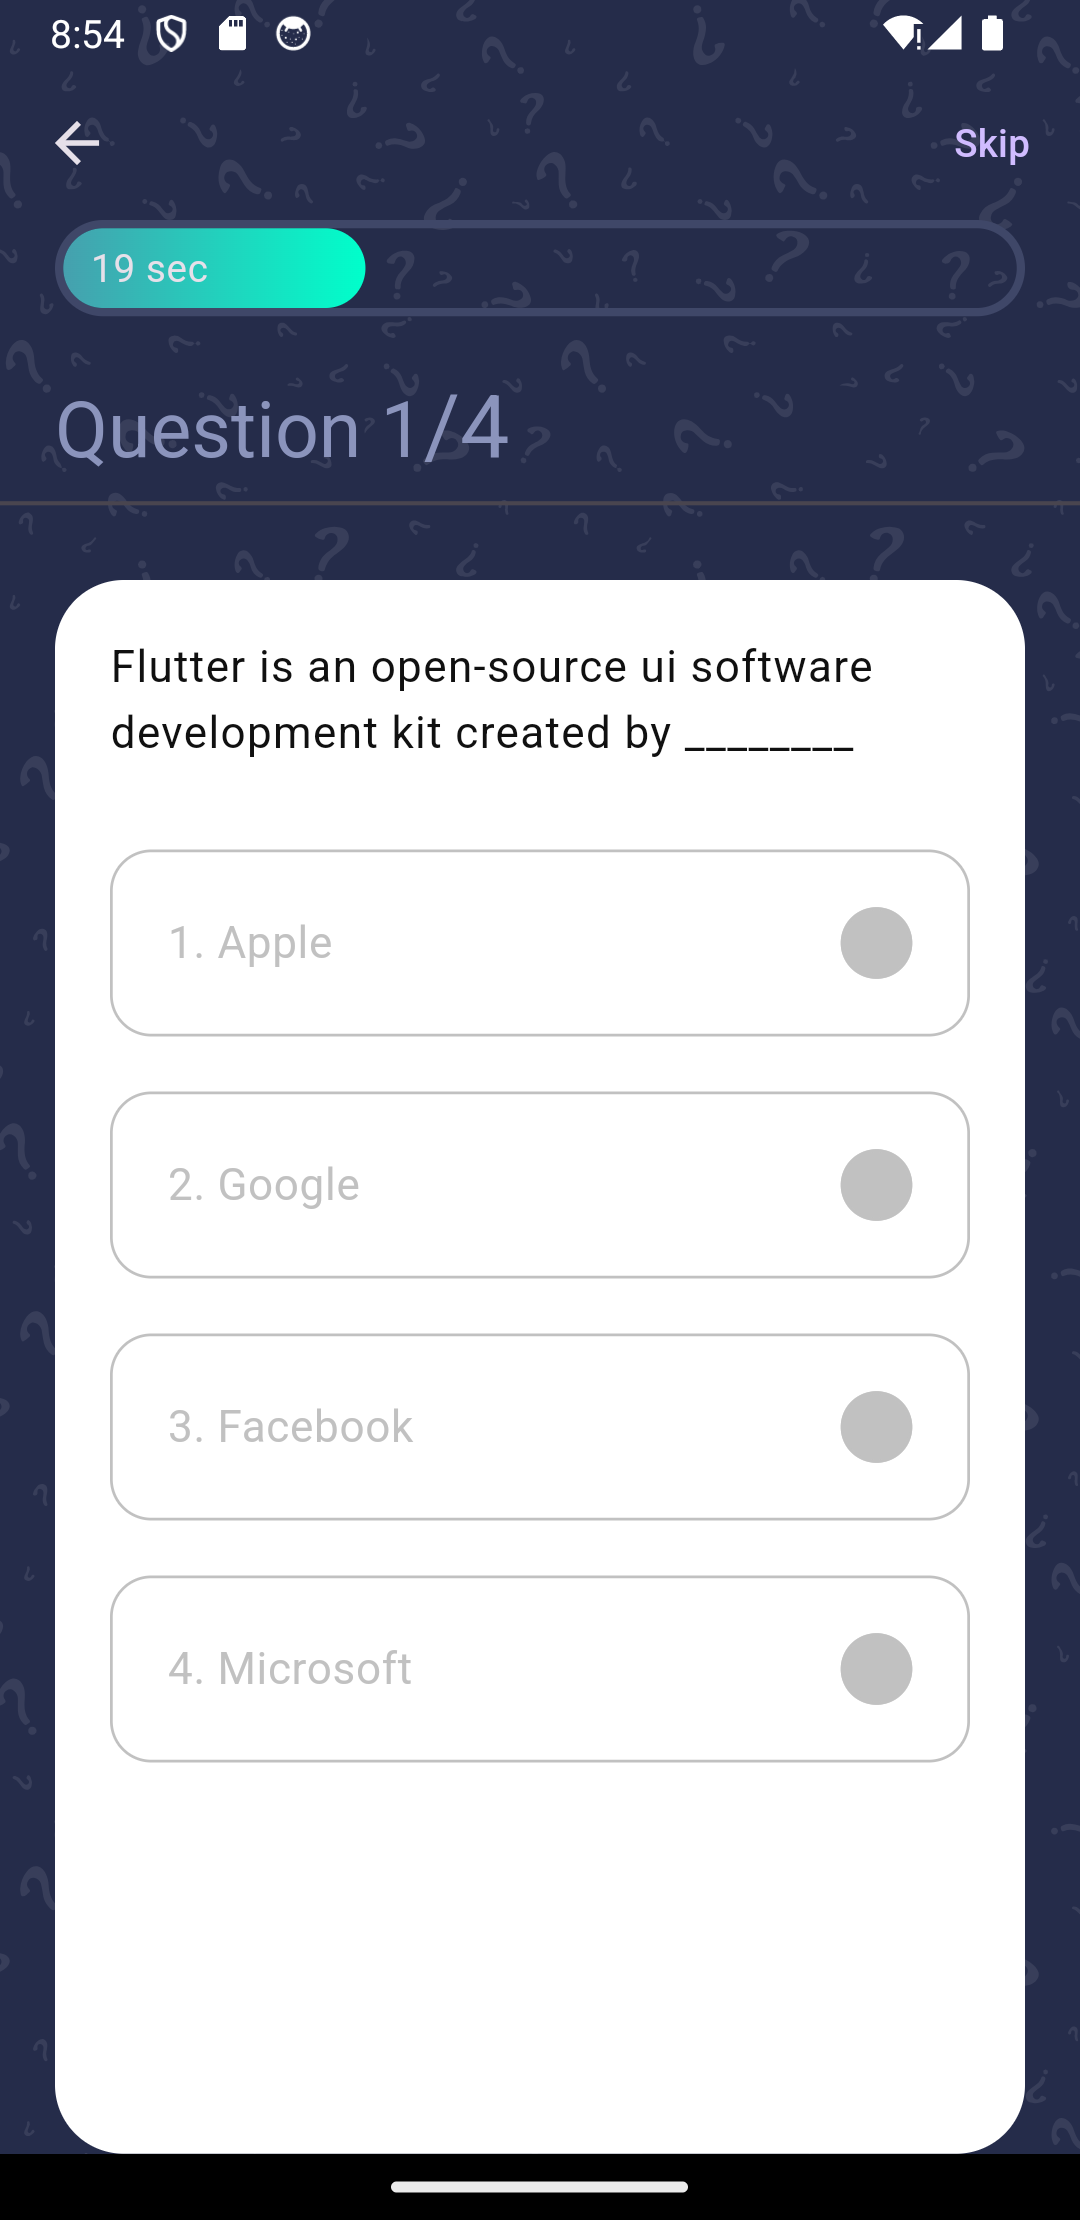 8:54
Skip
19 sec
Question 1/4
Flutter is an open-source ui software
development kit created by ________
1. Apple
2. Google
3. Facebook
4. Microsoft